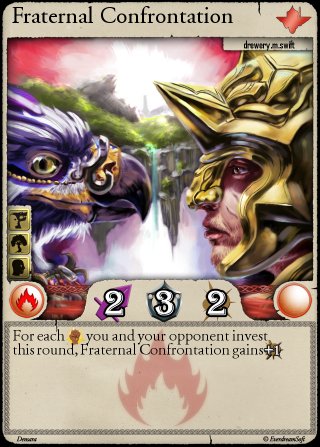 Fraternal Confrontation
drewery.m.swift
2 3 2
For each you and your opponent invest
this round, Fraternal Confrontation gains +1
Demara © EverdreamSoft